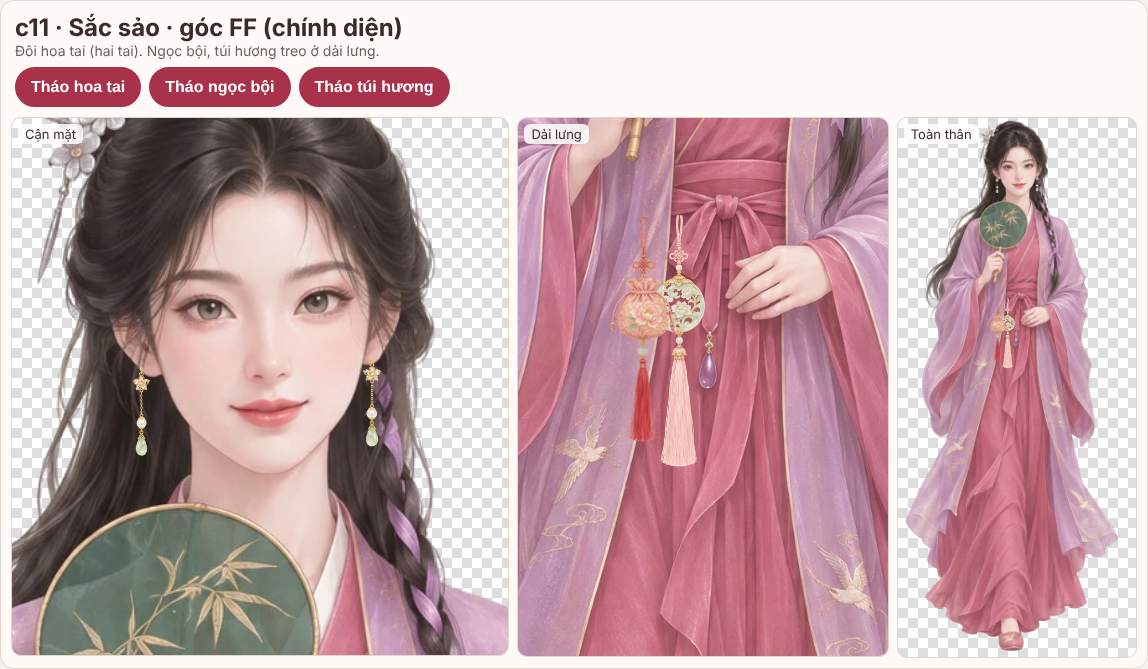 c11 · Sắc sảo · góc FF (chính diện)
Đôi hoa tai (hai tai). Ngọc bội, túi hương treo ở dải lưng.
Tháo hoa tai
Tháo ngọc bội
Tháo túi hương
Cận mặt
Dải lưng
Toàn thân